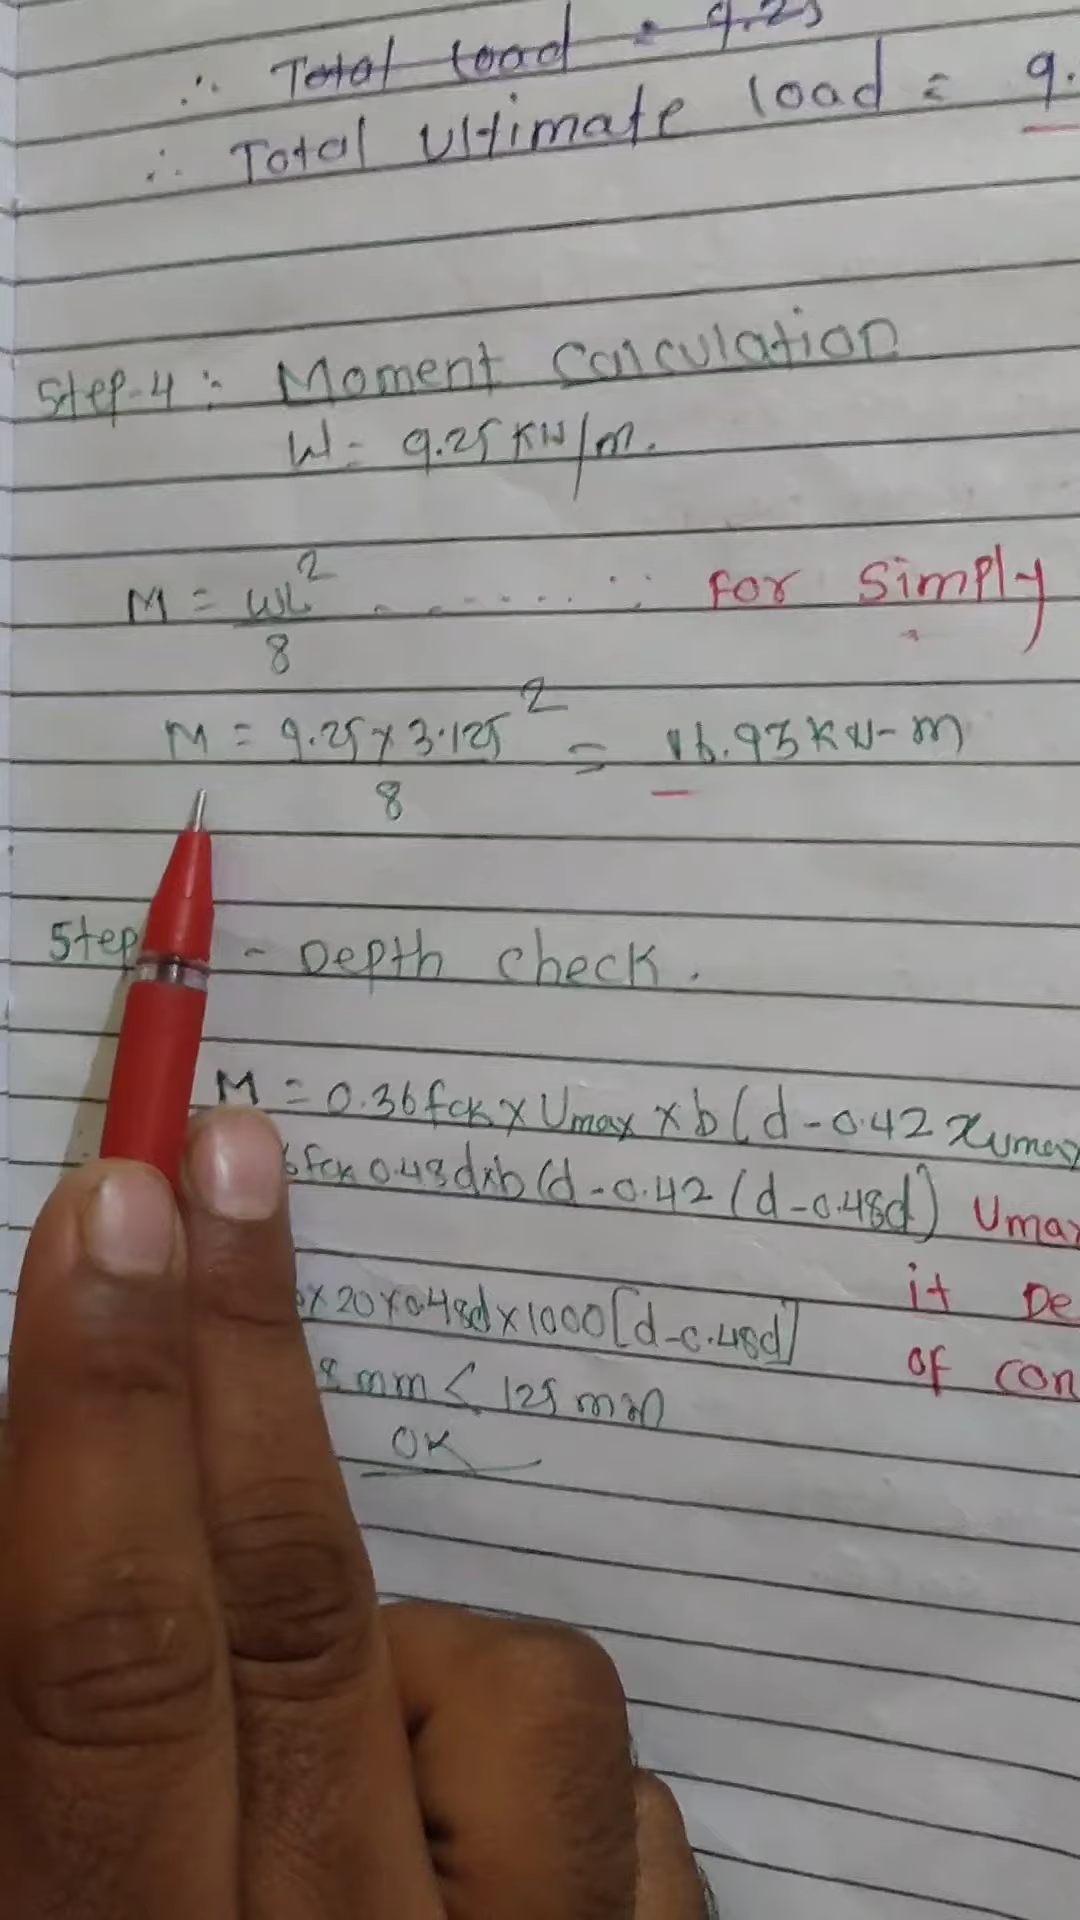 ∴ Total load = 9.25
∴ Total Ultimate load = 9.
Step-4 : Moment Calculation
W = 9.25 KN/m.
M = WL² / 8 ........ For Simply
M = 9.25 x 3.125² / 8 = 16.93 KN-m
Step - Depth check.
M = 0.36 fck x Umax x b (d - 0.42 xumax
6 fck 0.48d x b (d - 0.42 (d - 0.48d) Umax
x 20 x 0.48d x 1000 [d - 0.48d] it De
8 mm < 125 mm of con
OK